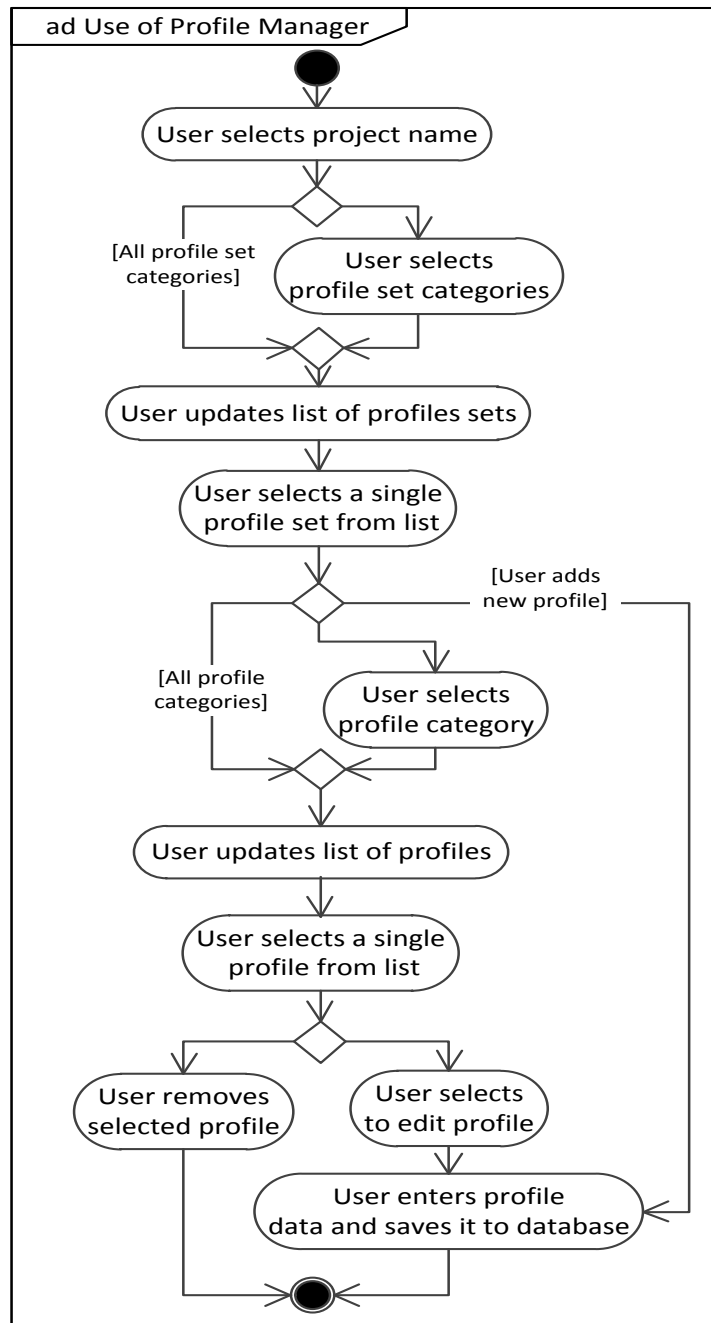 ad Use of Profile Manager
User selects project name
[All profile set
categories]
User selects
profile set categories
User updates list of profiles sets
User selects a single
profile set from list
[User adds
new profile]
[All profile
categories]
User selects
profile category
User updates list of profiles
User selects a single
profile from list
User removes
selected profile
User selects
to edit profile
User enters profile
data and saves it to database